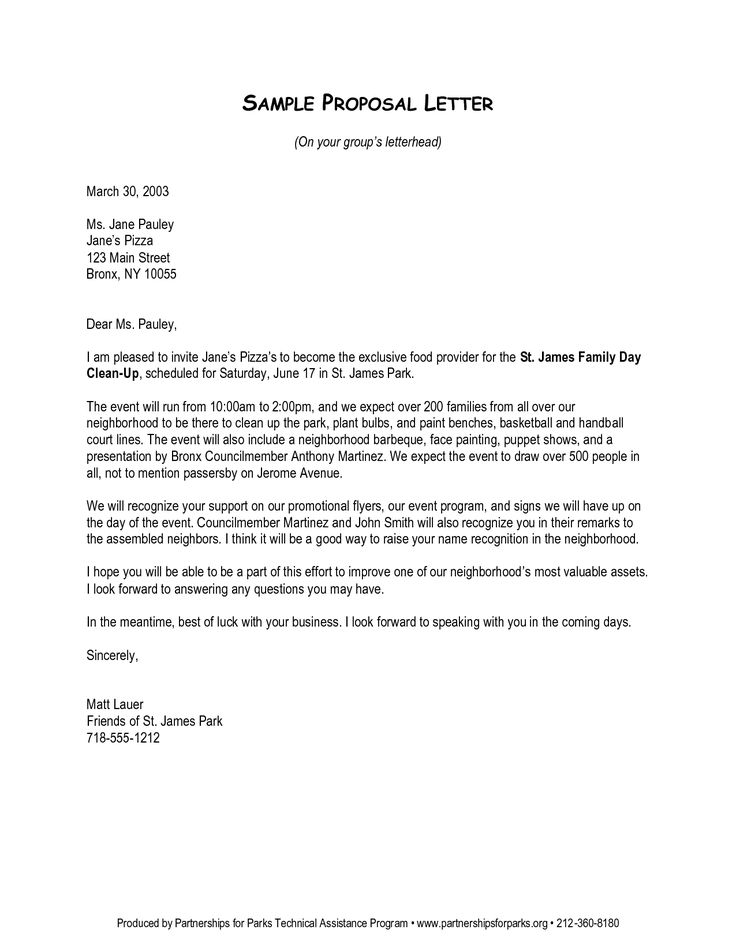 SAMPLE PROPOSAL LETTER
(On your group's letterhead)
March 30, 2003
Ms. Jane Pauley
Jane's Pizza
123 Main Street
Bronx, NY 10055
Dear Ms. Pauley,
I am pleased to invite Jane's Pizza's to become the exclusive food provider for the St. James Family Day
Clean-Up, scheduled for Saturday, June 17 in St. James Park.
The event will run from 10:00am to 2:00pm, and we expect over 200 families from all over our
neighborhood to be there to clean up the park, plant bulbs, and paint benches, basketball and handball
court lines. The event will also include a neighborhood barbeque, face painting, puppet shows, and a
presentation by Bronx Councilmember Anthony Martinez. We expect the event to draw over 500 people in
all, not to mention passersby on Jerome Avenue.
We will recognize your support on our promotional flyers, our event program, and signs we will have up on
the day of the event. Councilmember Martinez and John Smith will also recognize you in their remarks to
the assembled neighbors. I think it will be a good way to raise your name recognition in the neighborhood.
I hope you will be able to be a part of this effort to improve one of our neighborhood's most valuable assets.
I look forward to answering any questions you may have.
In the meantime, best of luck with your business. I look forward to speaking with you in the coming days.
Sincerely,
Matt Lauer
Friends of St. James Park
718-555-1212
Produced by Partnerships for Parks Technical Assistance Program • www.partnershipsforparks.org • 212-360-8180